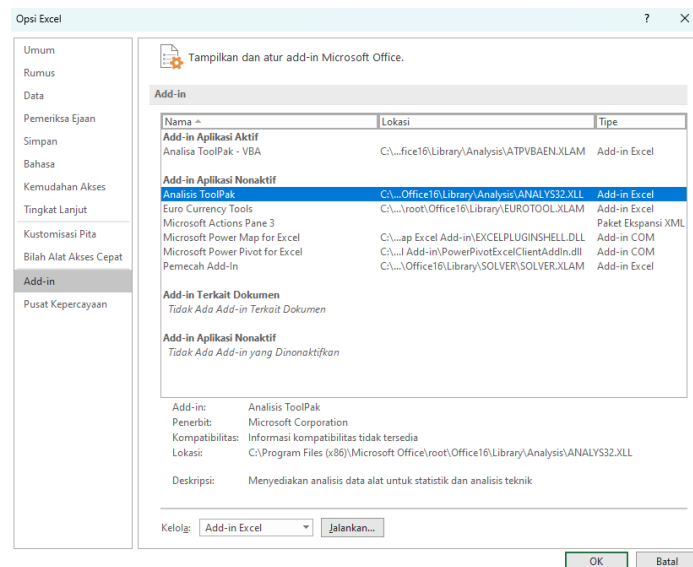 Opsi Excel ? ×
Umum
Rumus
Data
Pemeriksa Ejaan
Simpan
Bahasa
Kemudahan Akses
Tingkat Lanjut
Kustomisasi Pita
Bilah Alat Akses Cepat
Add-in
Pusat Kepercayaan
Tampilkan dan atur add-in Microsoft Office.
Add-in
Nama Lokasi Tipe
Add-in Aplikasi Aktif
Analisa ToolPak - VBA C:\...fice16\Library\Analysis\ATPVBAEN.XLAM Add-in Excel
Add-in Aplikasi Nonaktif
Analisis ToolPak C:\...Office16\Library\Analysis\ANALYS32.XLL Add-in Excel
Euro Currency Tools C:\...\root\Office16\Library\EUROTOOL.XLAM Add-in Excel
Microsoft Actions Pane 3 Paket Ekspansi XML
Microsoft Power Map for Excel C:\...ap Excel Add-in\EXCELPLUGINSHELL.DLL Add-in COM
Microsoft Power Pivot for Excel C:\...l Add-in\PowerPivotExcelClientAddIn.dll Add-in COM
Pemecah Add-In C:\...\Office16\Library\SOLVER\SOLVER.XLAM Add-in Excel
Add-in Terkait Dokumen
Tidak Ada Add-in Terkait Dokumen
Add-in Aplikasi Nonaktif
Tidak Ada Add-in yang Dinonaktifkan
Add-in: Analisis ToolPak
Penerbit: Microsoft Corporation
Kompatibilitas: Informasi kompatibilitas tidak tersedia
Lokasi: C:\Program Files (x86)\Microsoft Office\root\Office16\Library\Analysis\ANALYS32.XLL
Deskripsi: Menyediakan analisis data alat untuk statistik dan analisis teknik
Kelola: Add-in Excel Jalankan...
OK Batal